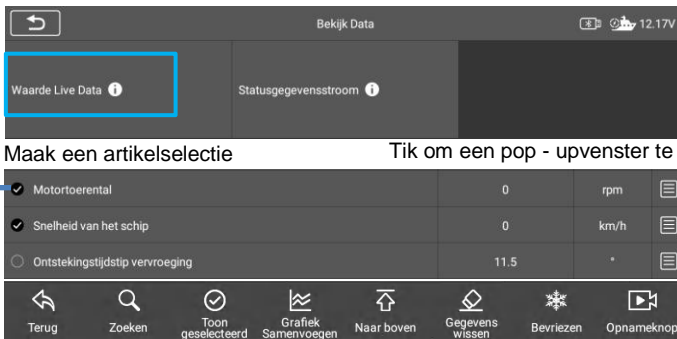 Bekijk Data 12.17V
Waarde Live Data Statusgegevensstroom
Maak een artikelselectie Tik om een pop - upvenster te
Motortoerental 0 rpm
Snelheid van het schip 0 km/h
Ontstekingstijdstip vervroeging 11.5 °
Terug Zoeken Toon geselecteerd Grafiek Samenvoegen Naar boven Gegevens wissen Bevriezen Opnameknop